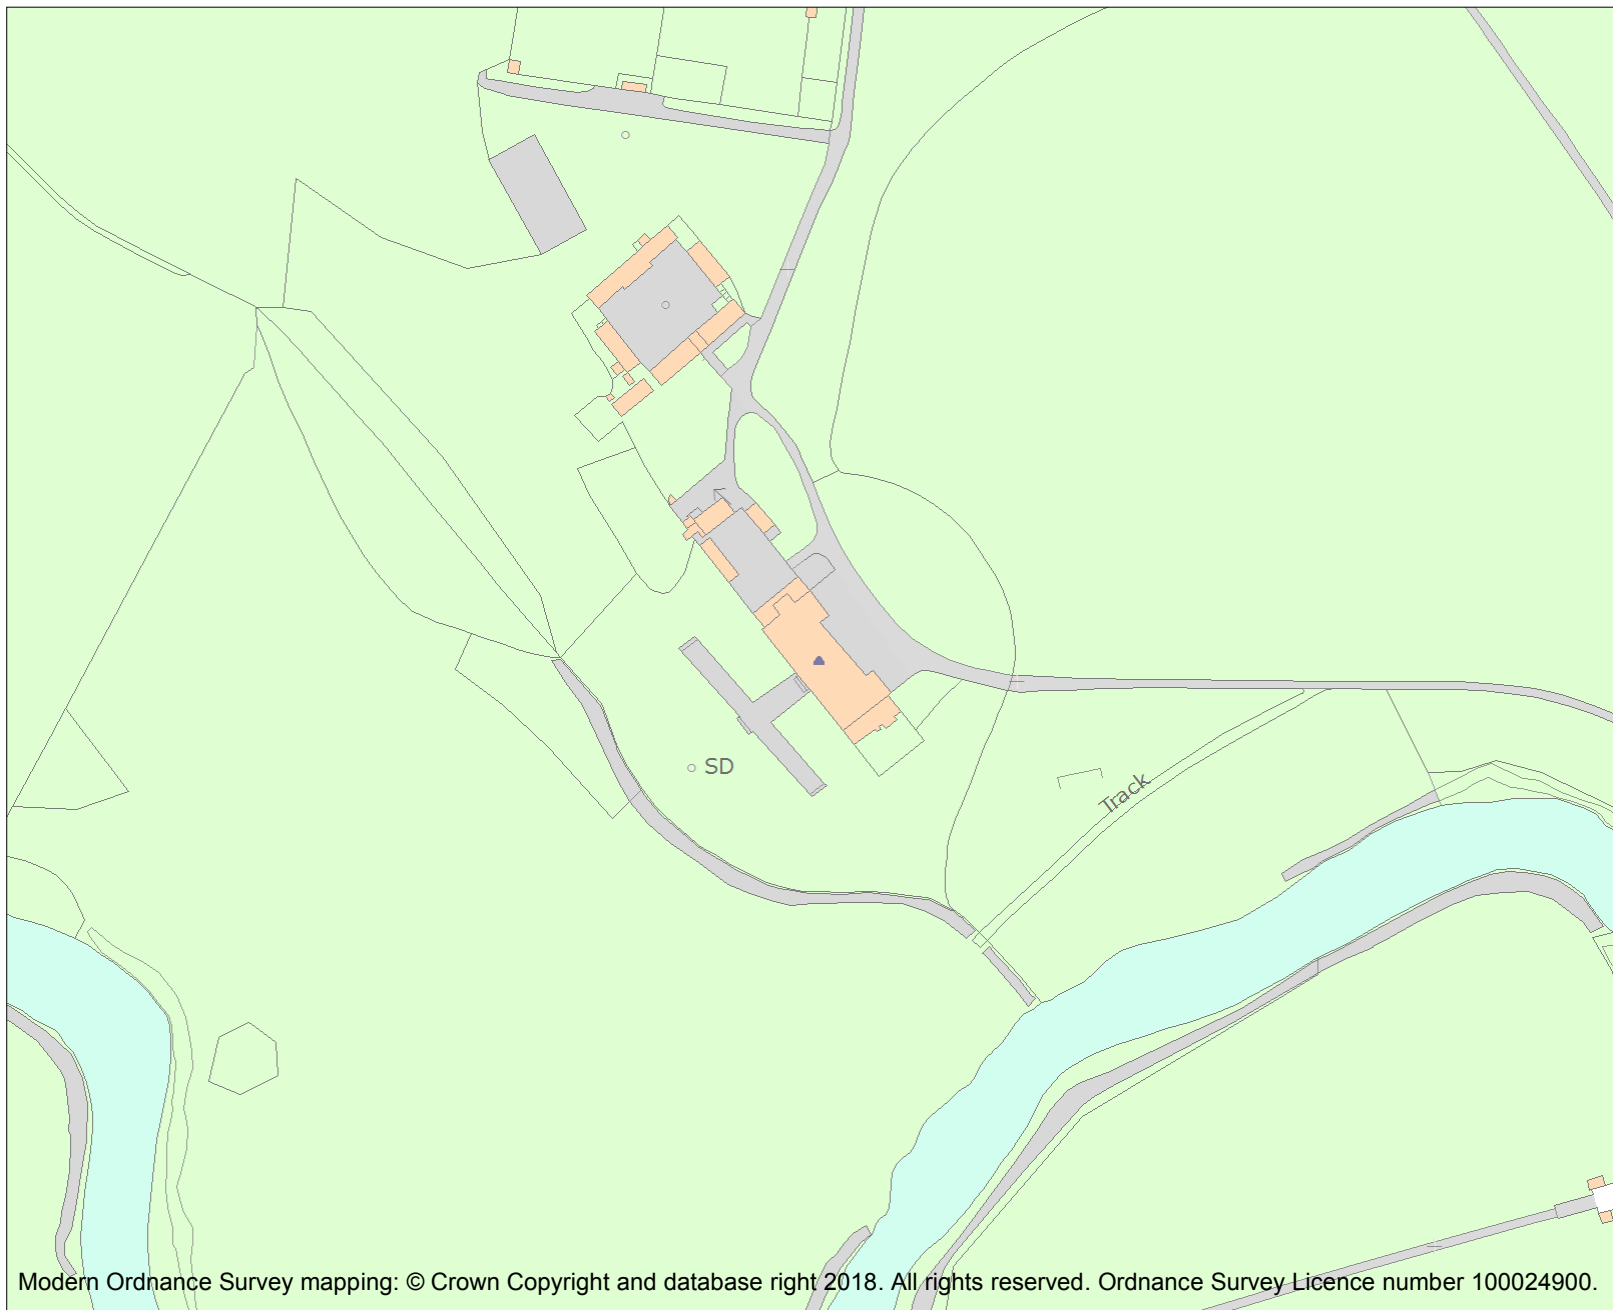 SD
Track
Modern Ordnance Survey mapping: © Crown Copyright and database right 2018. All rights reserved. Ordnance Survey Licence number 100024900.